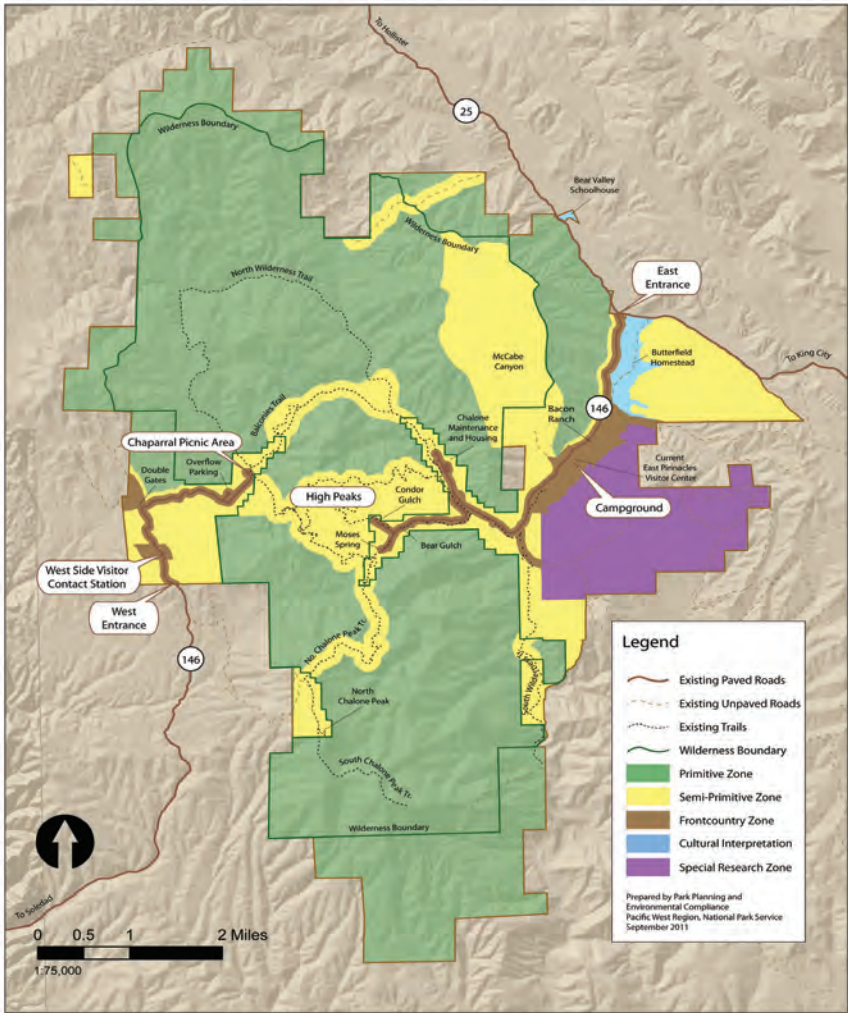 To Hollister
25
Wilderness Boundary
Bear Valley
Schoolhouse
Wilderness Boundary
East
Entrance
North Wilderness Trail
To King City
McCabe
Canyon
Butterfield
Homestead
146
Balconies Trail
Chalone
Maintenance
and Housing
Bacon
Ranch
Chaparral Picnic Area
Double
Gates
Overflow
Parking
Current
East Pinnacles
Visitor Center
High Peaks
Condor
Gulch
Campground
Moses
Spring
Bear Gulch
West Side Visitor
Contact Station
West
Entrance
146
No. Chalone Peak Tr.
North
Chalone Peak
South Chalone Peak Tr.
Wilderness Boundary
To Soledad
0 0.5 1 2 Miles
1:75,000
Legend
Existing Paved Roads
Existing Unpaved Roads
Existing Trails
Wilderness Boundary
Primitive Zone
Semi-Primitive Zone
Frontcountry Zone
Cultural Interpretation
Special Research Zone
Prepared by Park Planning and
Environmental Compliance
Pacific West Region, National Park Service
September 2011